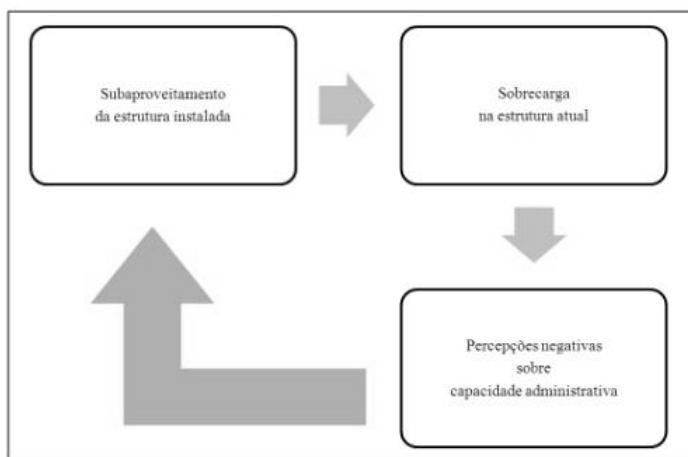 Subaproveitamento
da estrutura instalada
Sobrecarga
na estrutura atual
Percepções negativas
sobre
capacidade administrativa